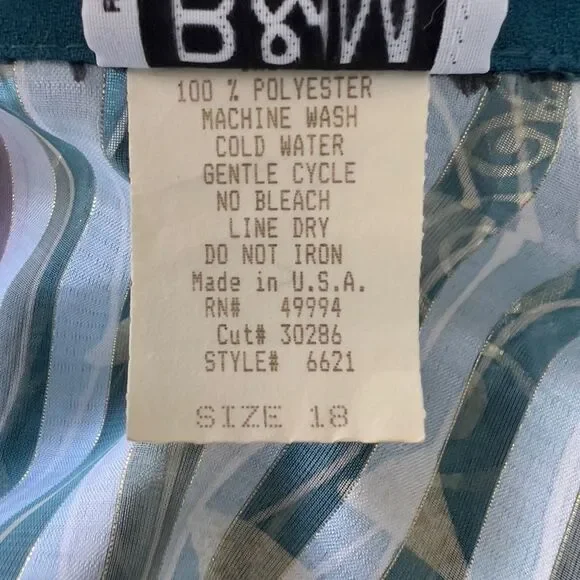 B&W
100 % POLYESTER
MACHINE WASH
COLD WATER
GENTLE CYCLE
NO BLEACH
LINE DRY
DO NOT IRON
Made in U.S.A.
RN# 49994
Cut# 30286
STYLE# 6621
SIZE 18